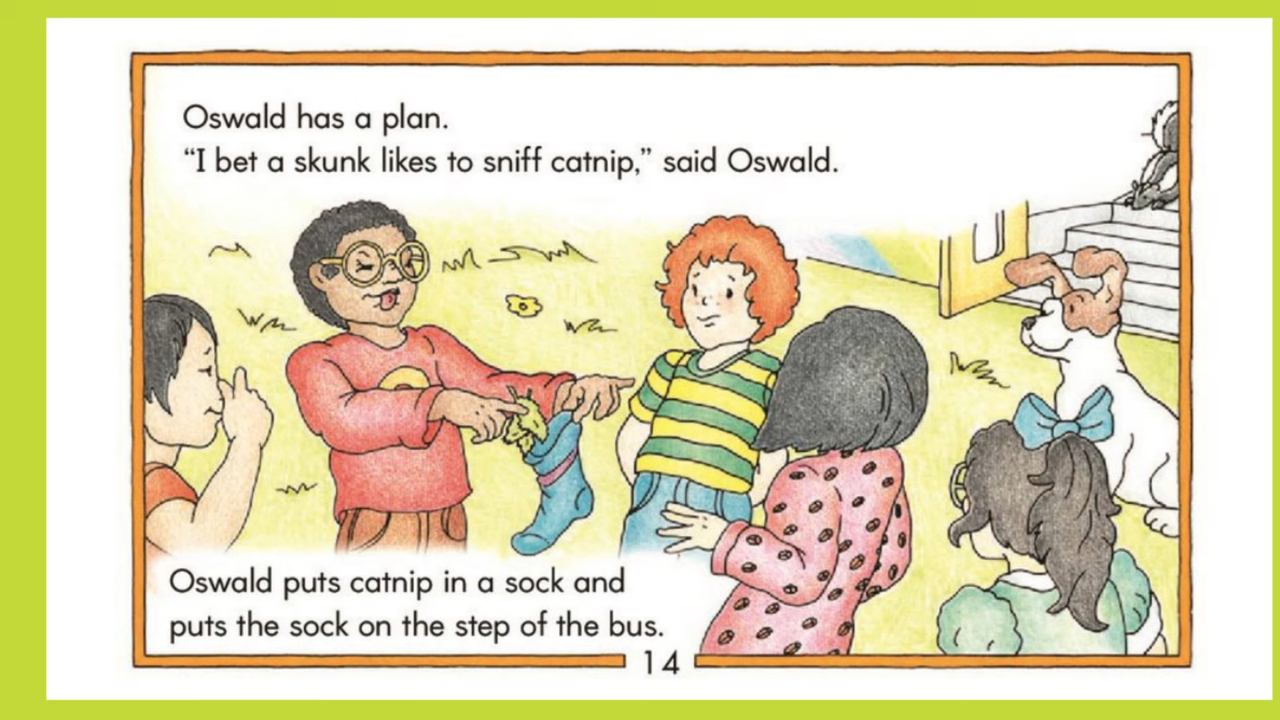 Oswald has a plan.
“I bet a skunk likes to sniff catnip,” said Oswald.
Oswald puts catnip in a sock and
puts the sock on the step of the bus.
14